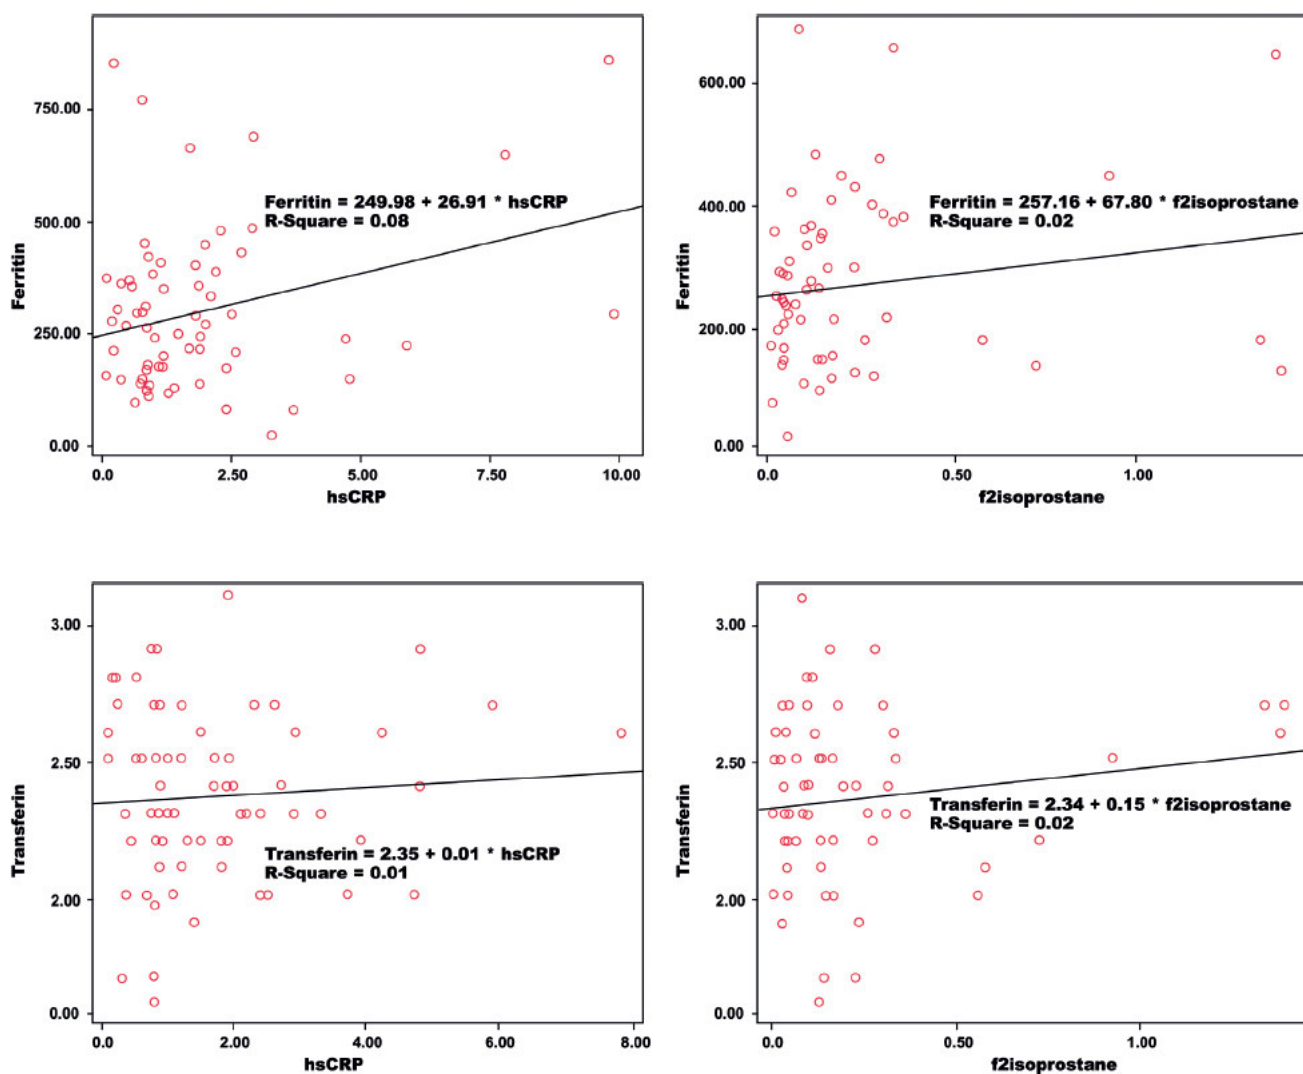 750.00
500.00
250.00
0.00
Ferritin
Ferritin = 249.98 + 26.91 * hsCRP
R-Square = 0.08
0.0 2.50 5.00 7.50 10.00
hsCRP
600.00
400.00
200.00
0.00
Ferritin
Ferritin = 257.16 + 67.80 * f2isoprostane
R-Square = 0.02
0.0 0.50 1.00
f2isoprostane
3.00
2.50
2.00
0.00
Transferin
Transferin = 2.35 + 0.01 * hsCRP
R-Square = 0.01
0.0 2.00 4.00 6.00 8.00
hsCRP
3.00
2.50
2.00
0.00
Transferin
Transferin = 2.34 + 0.15 * f2isoprostane
R-Square = 0.02
0.0 0.50 1.00
f2isoprostane